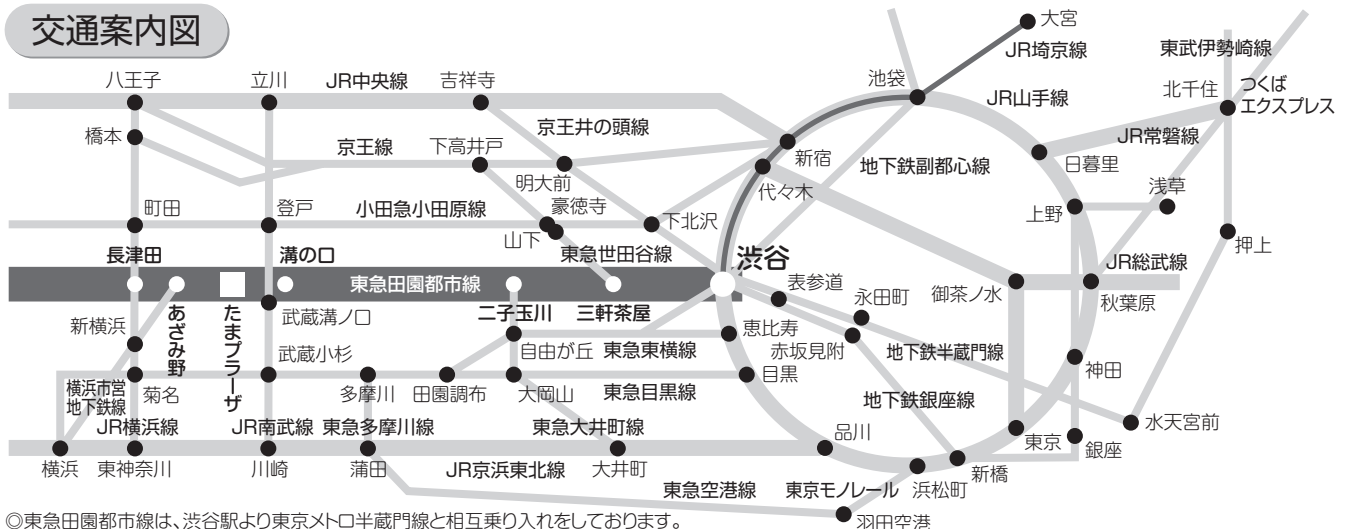 交通案内図
大宮
JR埼京線
東武伊勢崎線
八王子
立川
JR中央線
吉祥寺
池袋
JR山手線
北千住
つくば
エクスプレス
橋本
京王線
下高井戸
京王井の頭線
新宿
地下鉄副都心線
JR常磐線
日暮里
明大前
代々木
浅草
町田
登戸
小田急小田原線
豪徳寺
山下
下北沢
上野
押上
長津田
溝の口
東急世田谷線
渋谷
JR総武線
東急田園都市線
表参道
永田町
御茶ノ水
秋葉原
新横浜
あざみ野
たまプラーザ
武蔵溝ノ口
二子玉川
三軒茶屋
恵比寿
赤坂見附
地下鉄半蔵門線
武蔵小杉
自由が丘
東急東横線
目黒
神田
横浜市営
地下鉄線
菊名
多摩川
田園調布
大岡山
東急目黒線
地下鉄銀座線
水天宮前
JR横浜線
JR南武線
東急多摩川線
東急大井町線
品川
東京
銀座
横浜
東神奈川
川崎
蒲田
JR京浜東北線
大井町
新橋
東急空港線
東京モノレール
浜松町
羽田空港
◎東急田園都市線は、渋谷駅より東京メトロ半蔵門線と相互乗り入れをしております。